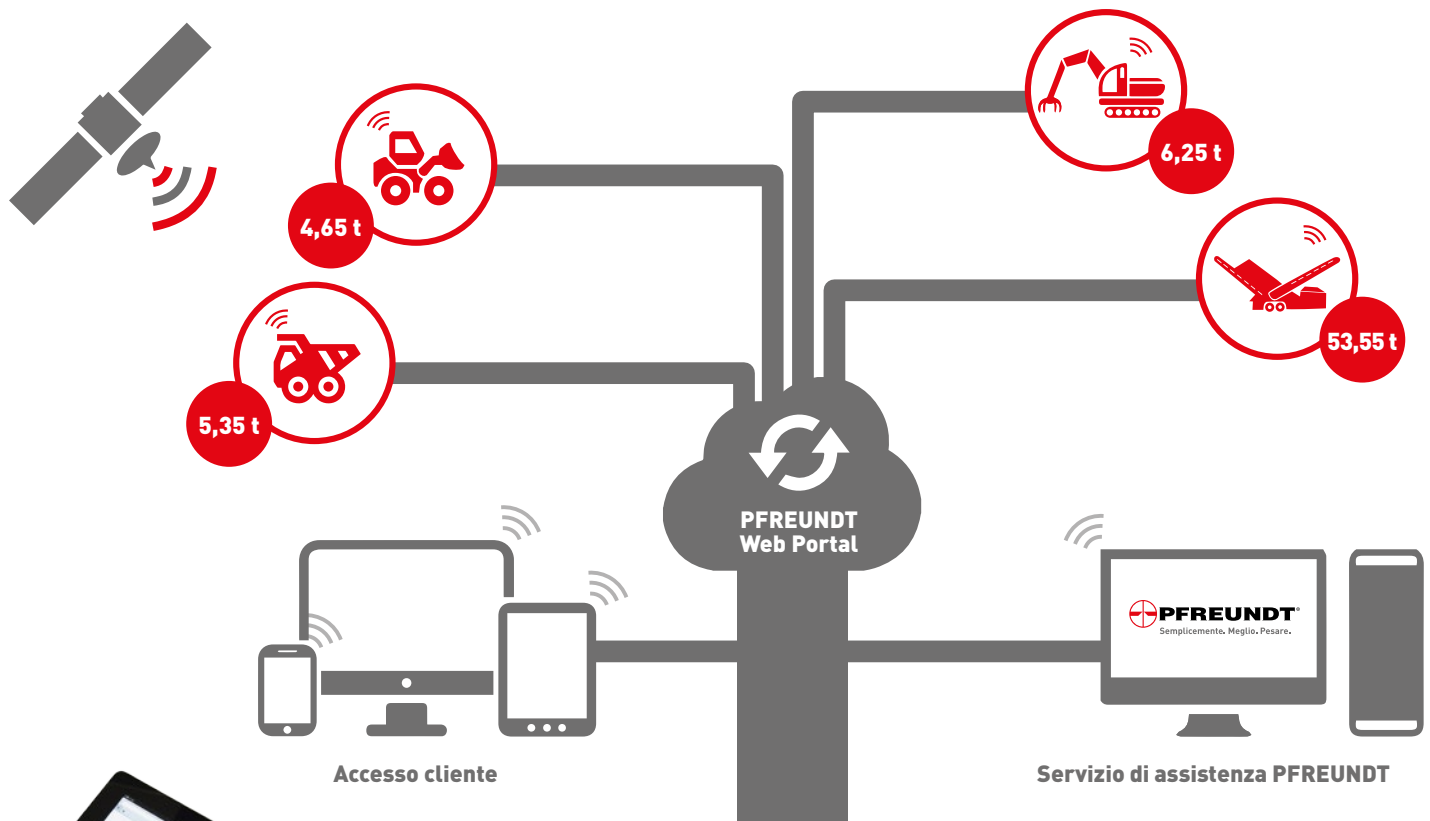 6,25 t
4,65 t
53,55 t
5,35 t
PFREUNDT
Web Portal
PFREUNDT®
Semplicemente. Meglio. Pesare.
Accesso cliente
Servizio di assistenza PFREUNDT